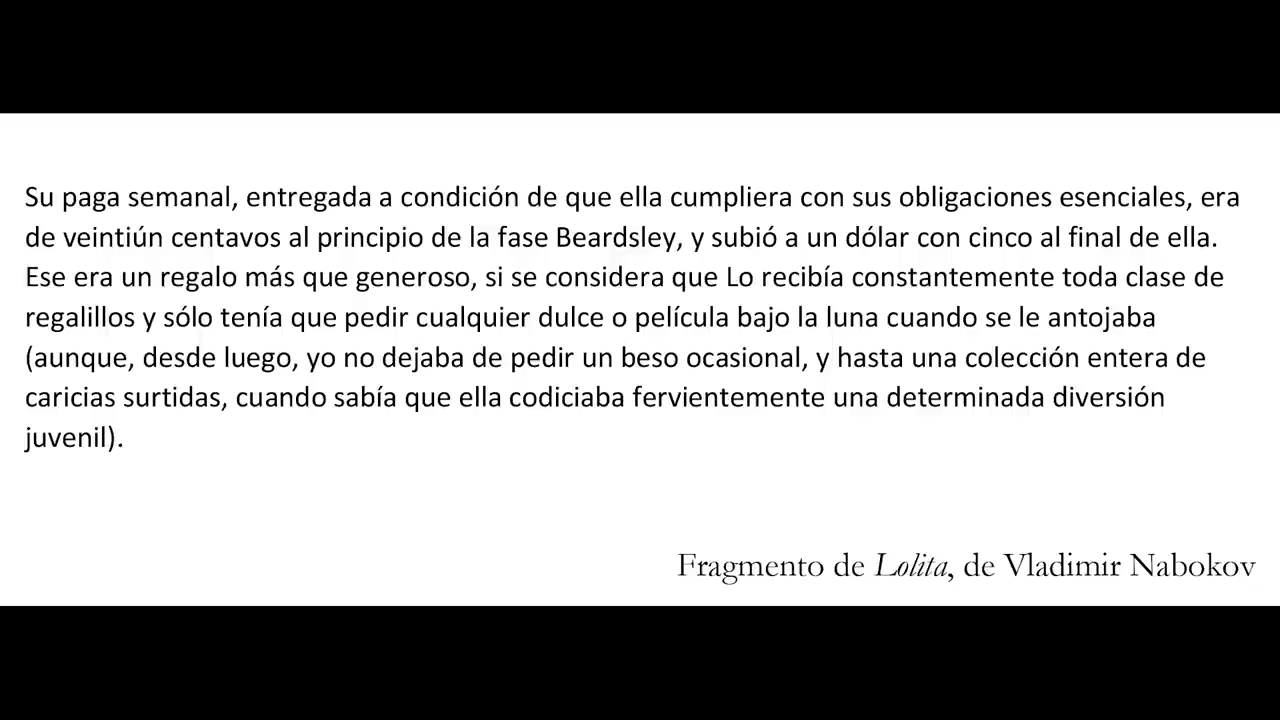 Su paga semanal, entregada a condición de que ella cumpliera con sus obligaciones esenciales, era
de veintiún centavos al principio de la fase Beardsley, y subió a un dólar con cinco al final de ella.
Ese era un regalo más que generoso, si se considera que Lo recibía constantemente toda clase de
regalillos y sólo tenía que pedir cualquier dulce o película bajo la luna cuando se le antojaba
(aunque, desde luego, yo no dejaba de pedir un beso ocasional, y hasta una colección entera de
caricias surtidas, cuando sabía que ella codiciaba fervientemente una determinada diversión
juvenil).
Fragmento de Lolita, de Vladimir Nabokov